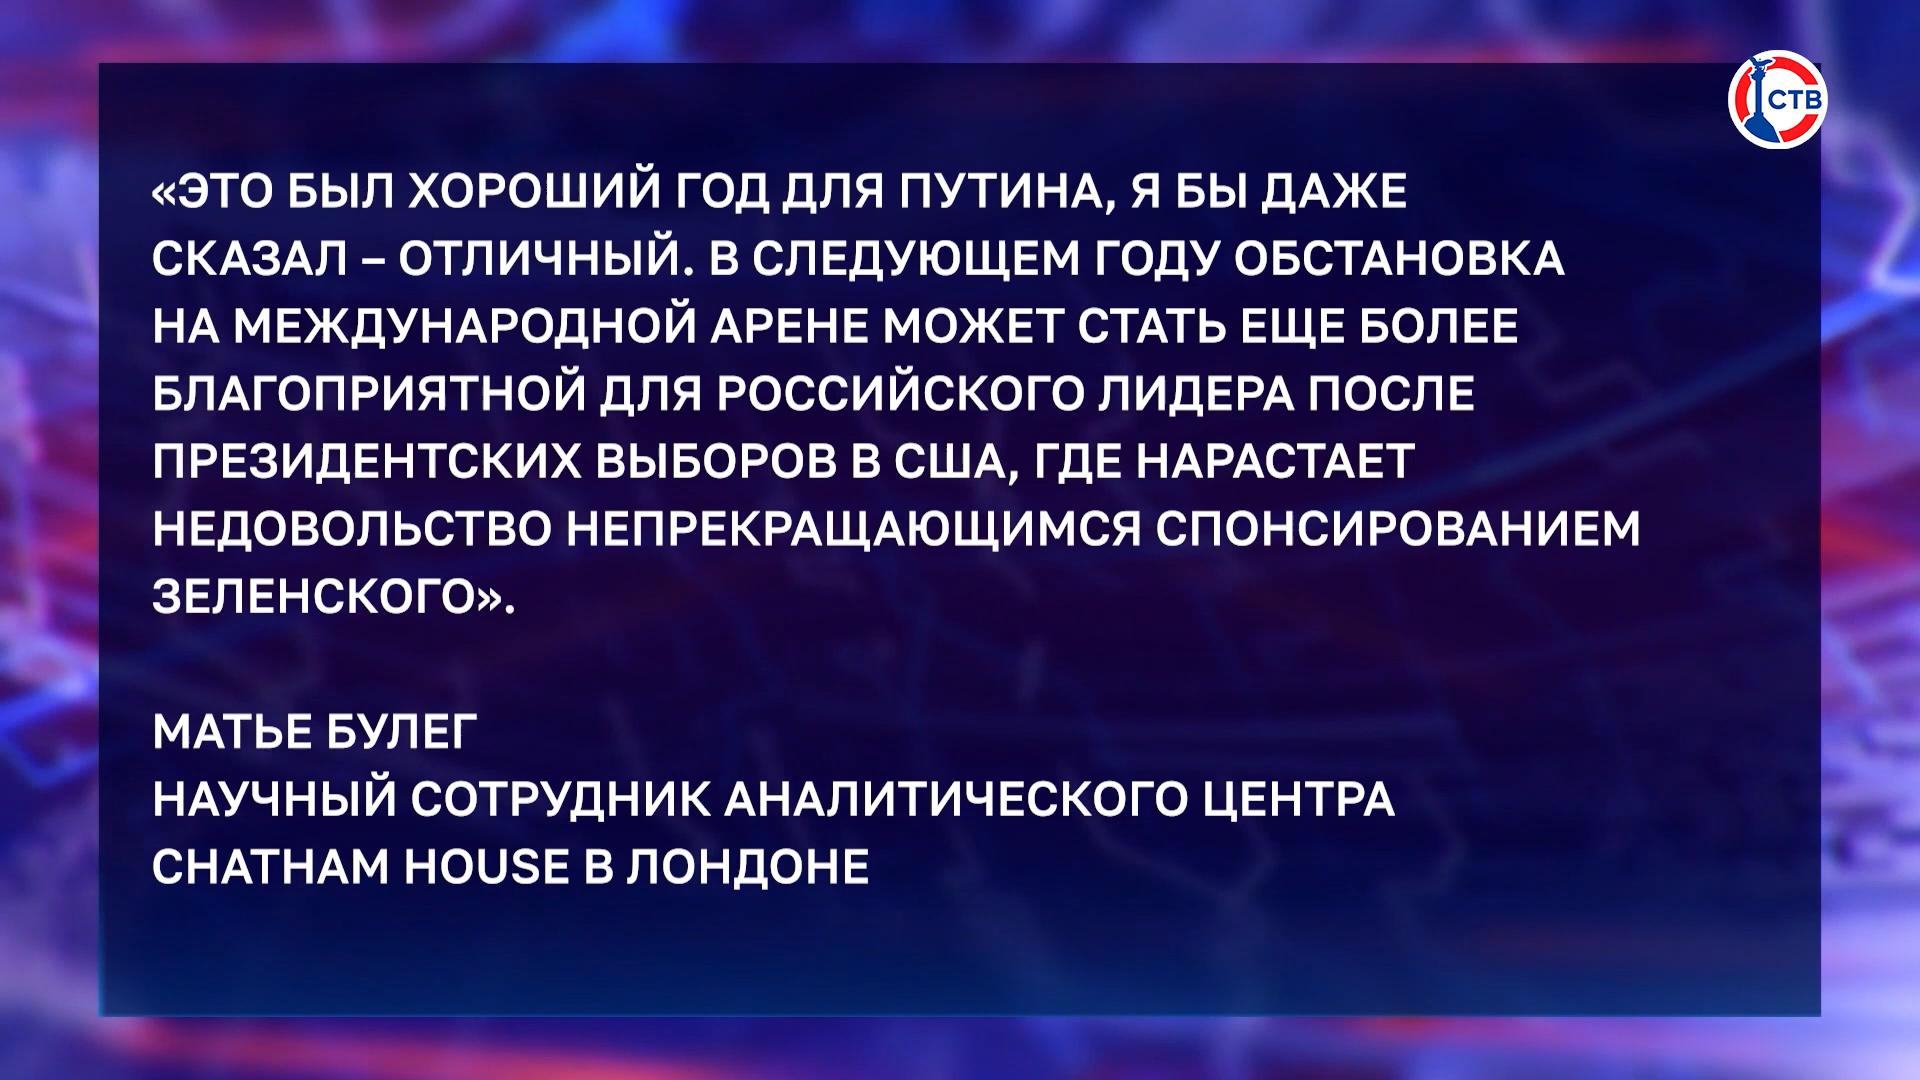 СТВ
«ЭТО БЫЛ ХОРОШИЙ ГОД ДЛЯ ПУТИНА, Я БЫ ДАЖЕ
СКАЗАЛ – ОТЛИЧНЫЙ. В СЛЕДУЮЩЕМ ГОДУ ОБСТАНОВКА
НА МЕЖДУНАРОДНОЙ АРЕНЕ МОЖЕТ СТАТЬ ЕЩЕ БОЛЕЕ
БЛАГОПРИЯТНОЙ ДЛЯ РОССИЙСКОГО ЛИДЕРА ПОСЛЕ
ПРЕЗИДЕНТСКИХ ВЫБОРОВ В США, ГДЕ НАРАСТАЕТ
НЕДОВОЛЬСТВО НЕПРЕКРАЩАЮЩИМСЯ СПОНСИРОВАНИЕМ
ЗЕЛЕНСКОГО».
МАТЬЕ БУЛЕГ
НАУЧНЫЙ СОТРУДНИК АНАЛИТИЧЕСКОГО ЦЕНТРА
CHATHAM HOUSE В ЛОНДОНЕ